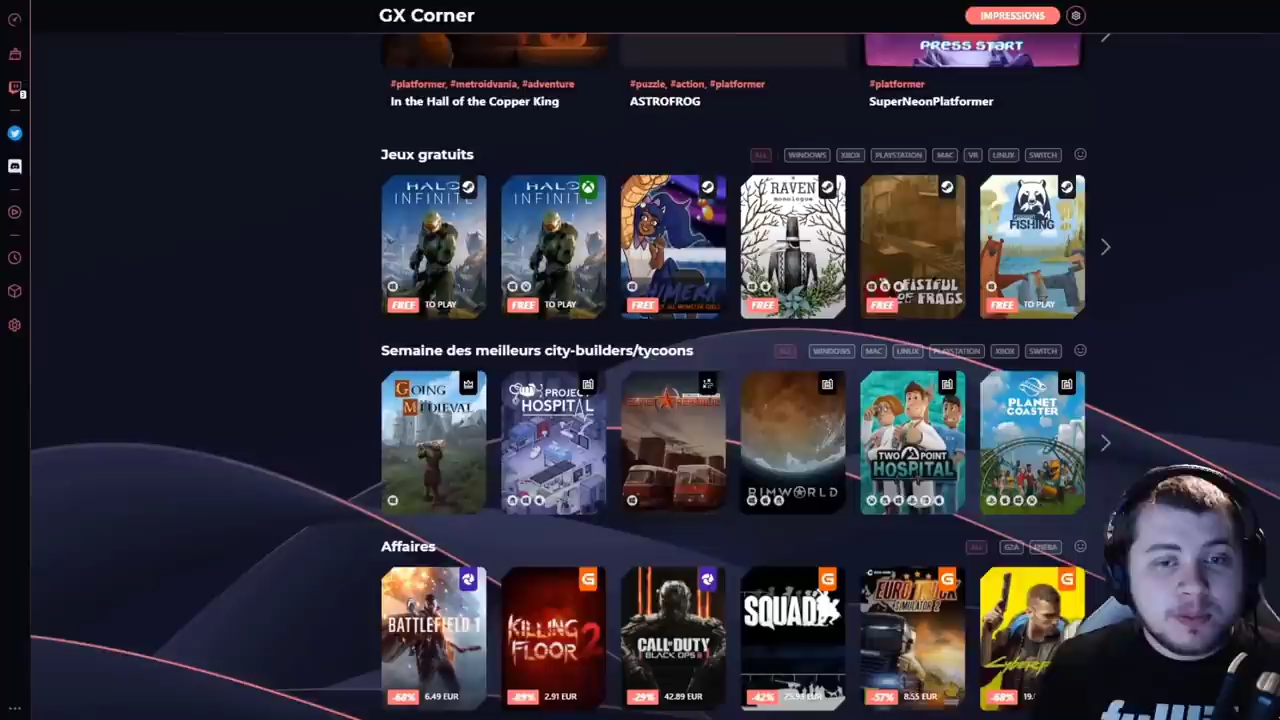 GX Corner
IMPRESSIONS
PRESS START
#platformer, #metroidvania, #adventure
#puzzle, #action, #platformer
#platformer
In the Hall of the Copper King
ASTROFROG
SuperNeonPlatformer
Jeux gratuits
ALL WINDOWS XBOX PLAYSTATION MAC VR LINUX SWITCH
HALO INFINITE
HALO INFINITE
RAVEN
monologue
FISTFUL OF FRAGS
FISHING
FREE TO PLAY
FREE TO PLAY
FREE
FREE
FREE
FREE TO PLAY
Semaine des meilleurs city-builders/tycoons
ALL WINDOWS MAC LINUX PLAYSTATION XBOX SWITCH
GOING MEDIEVAL
PROJECT HOSPITAL
RIMWORLD
TWO POINT HOSPITAL
PLANET COASTER
Affaires
ALL G2A ENEBA
BATTLEFIELD 1
KILLING FLOOR 2
CALL OF DUTY
BLACK OPS III
SQUAD
EURO TRUCK SIMULATOR 2
-68% 6.49 EUR
-89% 2.91 EUR
-29% 42.89 EUR
-42%
-57% 8.55 EUR
-68% 19.